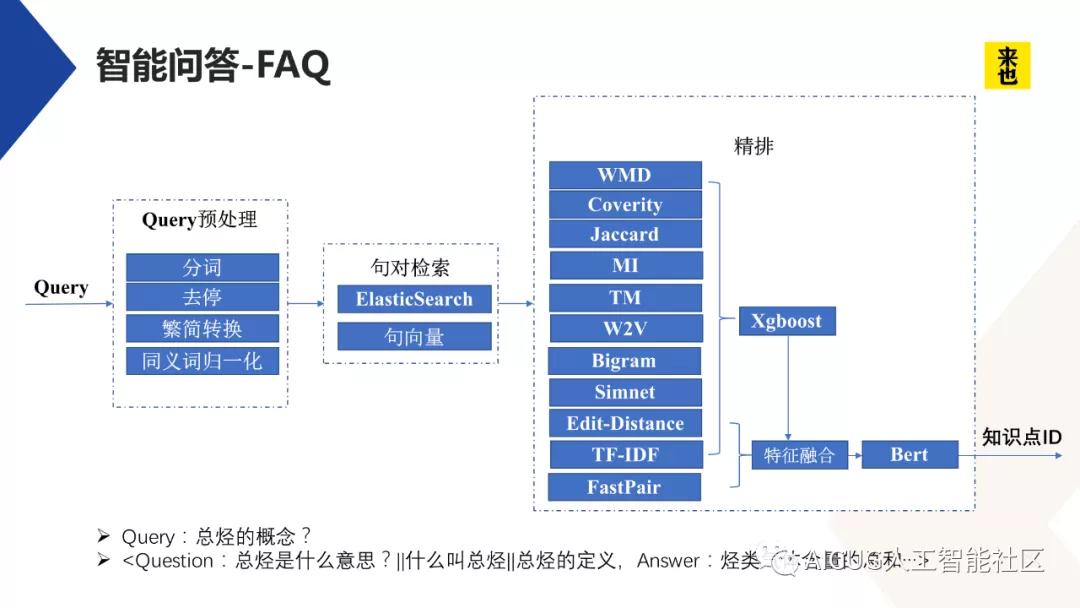 智能问答-FAQ
来也
精排
Query预处理
分词
去停
繁简转换
同义词归一化
Query
句对检索
ElasticSearch
句向量
WMD
Coverity
Jaccard
MI
TM
W2V
Bigram
Simnet
Edit-Distance
TF-IDF
FastPair
Xgboost
特征融合
Bert
知识点ID
➢ Query：总烃的概念？
➢ <Question：总烃是什么意思？||什么叫总烃||总烃的定义，Answer：烃类
AICUG人工智能社区